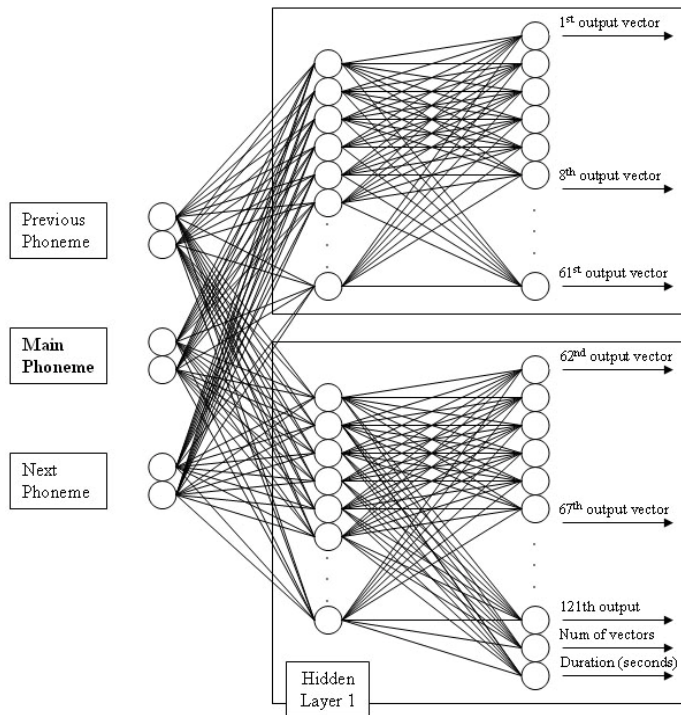 1st output vector
8th output vector
61st output vector
Previous
Phoneme
Main
Phoneme
Next
Phoneme
62nd output vector
67th output vector
121th output
Num of vectors
Duration (seconds)
Hidden
Layer 1